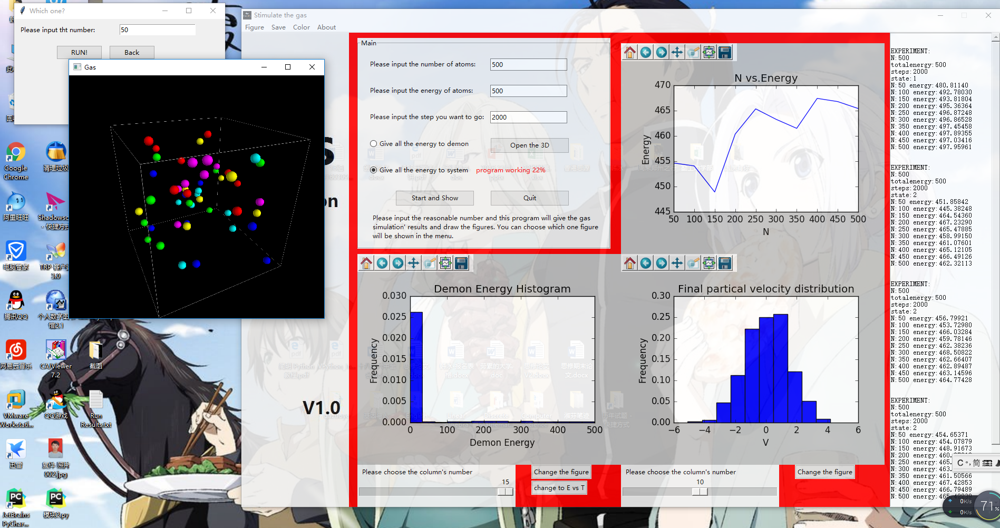 Which one?
Please input tht number:
50
RUN!
Back
Gas
Stimulate the gas
Figure
Save
Color
About
Main
Please input the number of atoms:
500
Please input the energy of atoms:
500
Please input the step you want to go:
2000
Give all the energy to demon
Open the 3D
Give all the energy to system
program working 22%
Start and Show
Quit
Please input the reasonable number and this program will give the gas
simulation' results and draw the figures. You can choose which one figure
will be shown in the menu.
N vs.Energy
470
465
460
455
450
445
Energy
50 100 150 200 250 300 350 400 450 500
N
Demon Energy Histogram
0.030
0.025
0.020
0.015
0.010
0.005
0.000
Frequency
0 100 200 300 400 500
Demon Energy
Final partical velocity distribution
0.30
0.25
0.20
0.15
0.10
0.05
0.00
Frequency
−6 −4 −2 0 2 4 6
V
Please choose the column's number
15
Change the figure
change to E vs T
Please choose the column's number
10
Change the figure
V1.0
EXPERIMENT:
N:500
totalenergy:500
steps:2000
state:1
N:50 energy:480.81140
N:100 energy:492.78030
N:150 energy:493.81804
N:200 energy:495.36364
N:250 energy:496.87248
N:300 energy:496.86528
N:350 energy:497.45458
N:400 energy:497.89355
N:450 energy:497.03416
N:500 energy:497.95961
EXPERIMENT:
N:500
totalenergy:500
steps:2000
state:2
N:50 energy:451.85842
N:100 energy:445.38248
N:150 energy:464.54360
N:200 energy:467.23290
N:250 energy:465.47885
N:300 energy:458.99150
N:350 energy:461.07601
N:400 energy:465.12105
N:450 energy:466.49126
N:500 energy:462.32113
EXPERIMENT:
N:500
totalenergy:500
steps:2000
state:2
N:50 energy:456.79921
N:100 energy:453.72980
N:150 energy:466.03284
N:200 energy:459.78146
N:250 energy:462.38236
N:300 energy:468.50822
N:350 energy:462.66407
N:400 energy:462.89487
N:450 energy:463.14596
N:500 energy:464.77428
EXPERIMENT:
N:500
totalenergy:500
steps:2000
state:2
N:50 energy:454.65371
N:100 energy:454.07879
N:150 energy:448.91673
N:200 energy:460.
N:250 energy:465.
N:300 energy:463.
N:350 energy:461.50566
N:400 energy:467.42853
N:450 energy:466.79489
N:500 energy:465.
简
0K/s
0K/s
71%
Google
Chrome
清理垃圾
阿里旺旺
Shadowsc
- 快捷方式
电脑管家
TRP 客户端
3.0
腾讯QQ
个人数字图
馆2.1
网易云音乐
CAJViewer
7.2
截图
VMware
Workstati...
QQ游戏
Run
Results.txt
迅雷
复件 照片
002.jpg
JetBrains
PyChar...
模块2.py